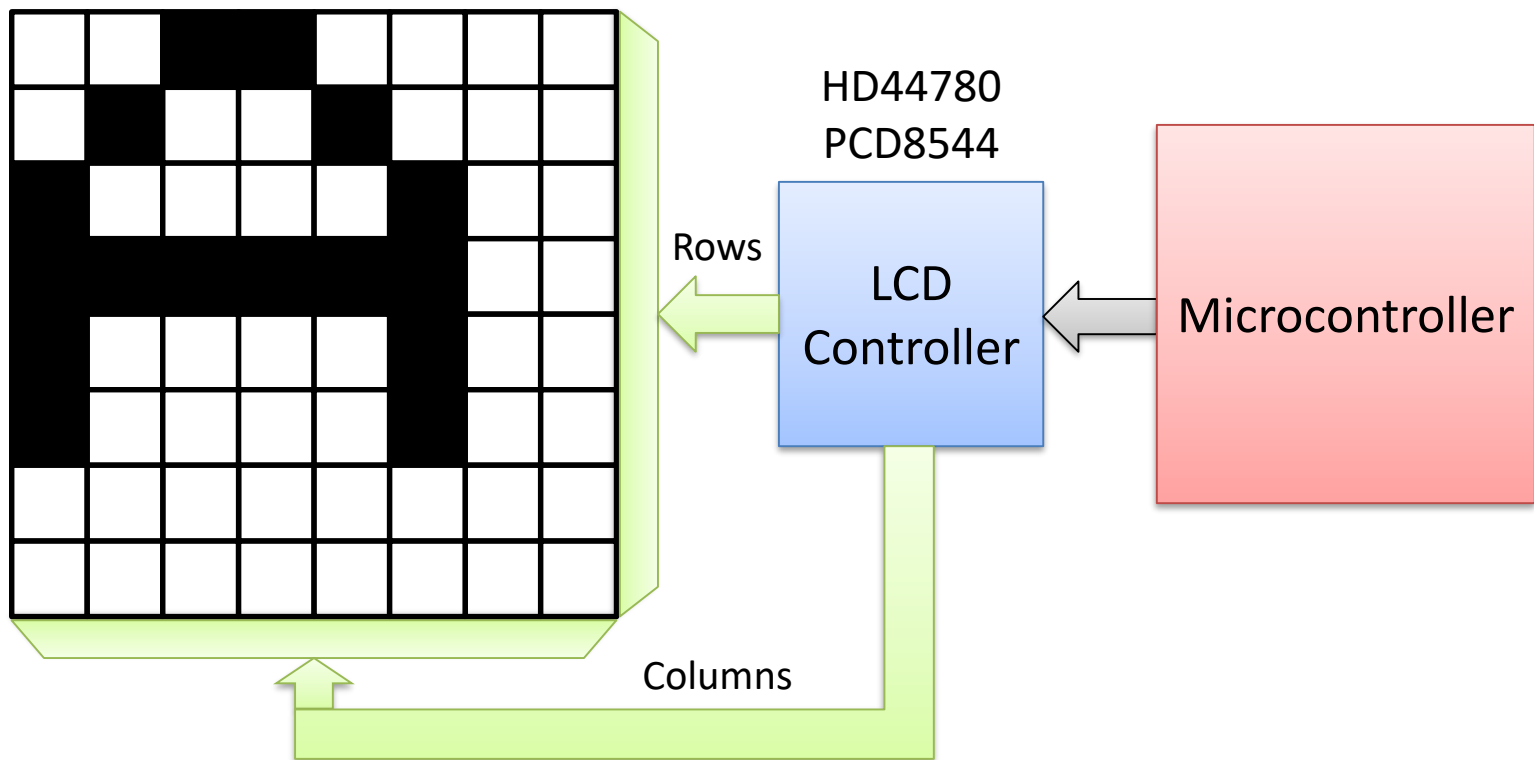 HD44780
PCD8544
Rows
LCD
Controller
Microcontroller
Columns